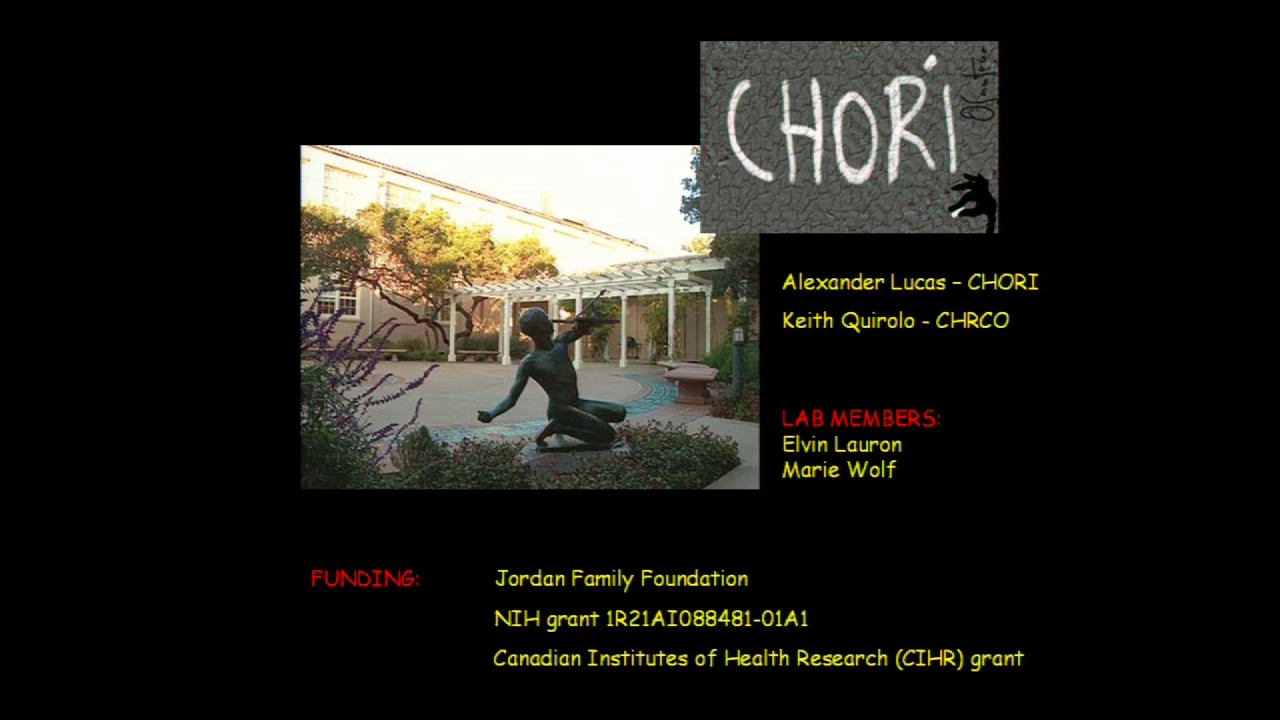 CHORI
Alexander Lucas – CHORI
Keith Quirolo - CHRCO
LAB MEMBERS:
Elvin Lauron
Marie Wolf
FUNDING:
Jordan Family Foundation
NIH grant 1R21AI088481-01A1
Canadian Institutes of Health Research (CIHR) grant